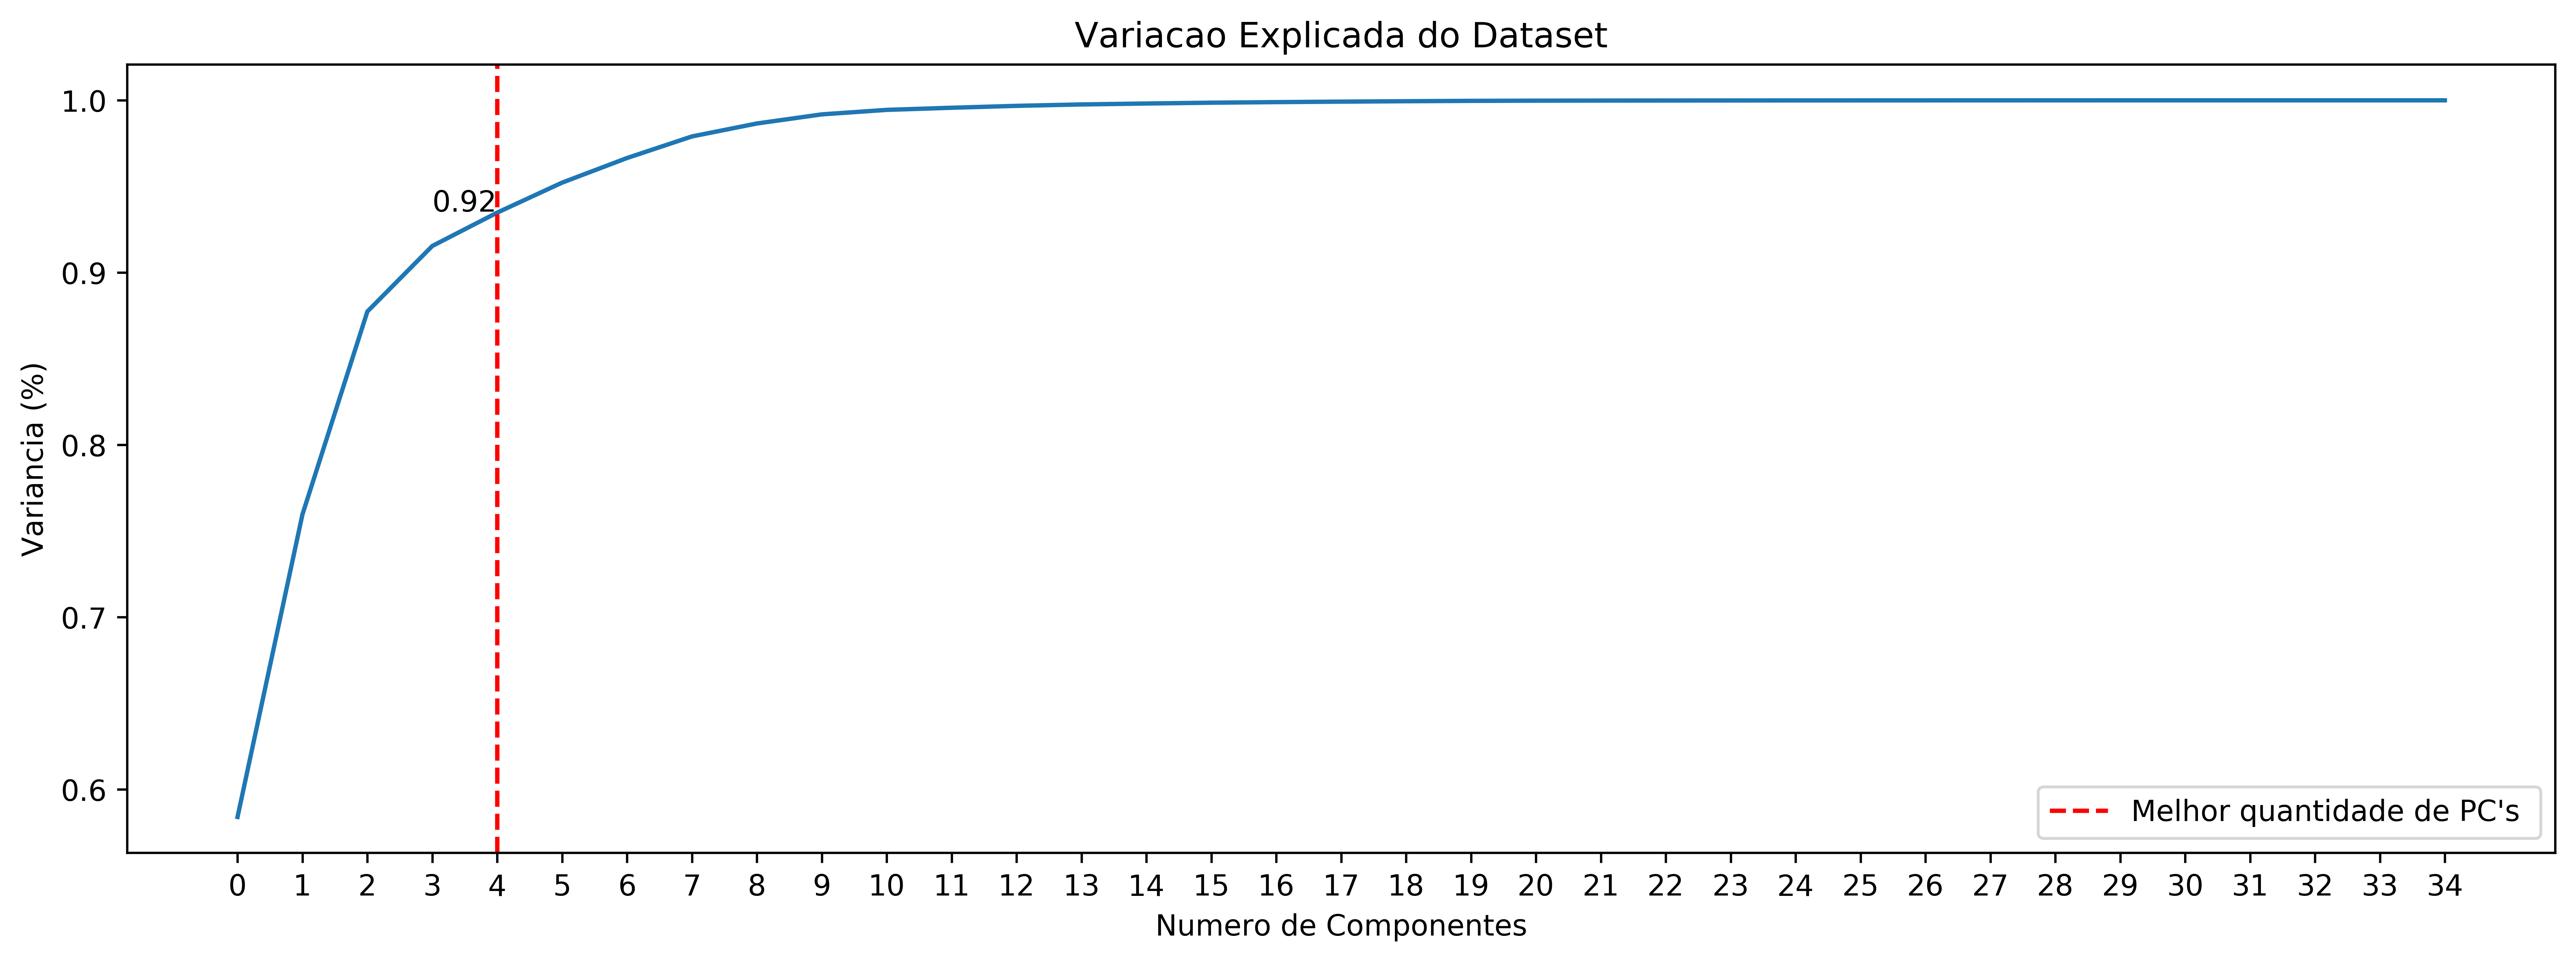 Variacao Explicada do Dataset
Variancia (%)
1.0
0.9
0.8
0.7
0.6
0.92
Melhor quantidade de PC's
0 1 2 3 4 5 6 7 8 9 10 11 12 13 14 15 16 17 18 19 20 21 22 23 24 25 26 27 28 29 30 31 32 33 34
Numero de Componentes